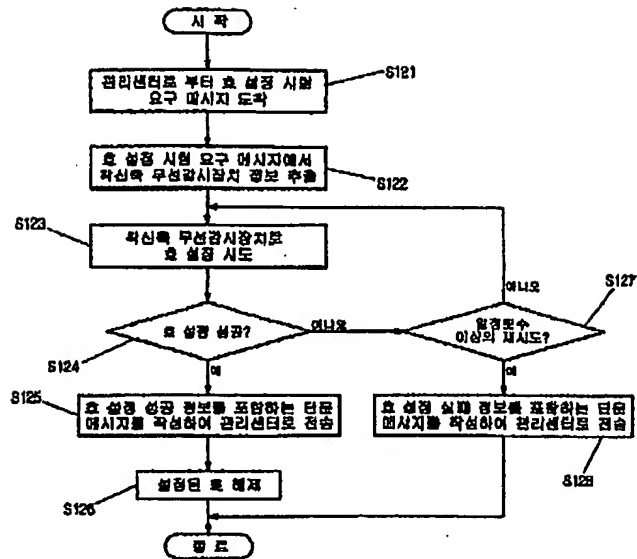 시 작
관리센터로 부터 호 설정 시험
요구 메시지 도착
S121
호 설정 시험 요구 메시지에서
착신측 무선감시장치 정보 추출
S122
S123
착신측 무선감시장치로
호 설정 시도
호 설정 성공?
아니오
S124
예
일정횟수
이상의 재시도?
아니오
S127
예
S125
호 설정 성공 정보를 포함하는 단문
메시지를 작성하여 관리센터로 전송
호 설정 실패 정보를 포함하는 단문
메시지를 작성하여 관리센터로 전송
S128
S126
설정된 호 해제
종 료